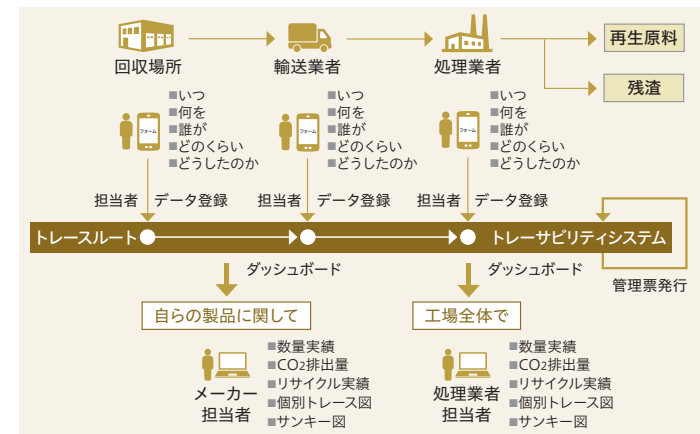 回収場所
輸送業者
処理業者
再生原料
残渣
フォーム
■いつ
■何を
■誰が
■どのくらい
■どうしたのか
フォーム
■いつ
■何を
■誰が
■どのくらい
■どうしたのか
フォーム
■いつ
■何を
■誰が
■どのくらい
■どうしたのか
担当者 データ登録
担当者 データ登録
担当者 データ登録
トレースルート
トレーサビリティシステム
管理票発行
ダッシュボード
ダッシュボード
自らの製品に関して
工場全体で
メーカー
担当者
■数量実績
■CO2排出量
■リサイクル実績
■個別トレース図
■サンキー図
処理業者
担当者
■数量実績
■CO2排出量
■リサイクル実績
■個別トレース図
■サンキー図